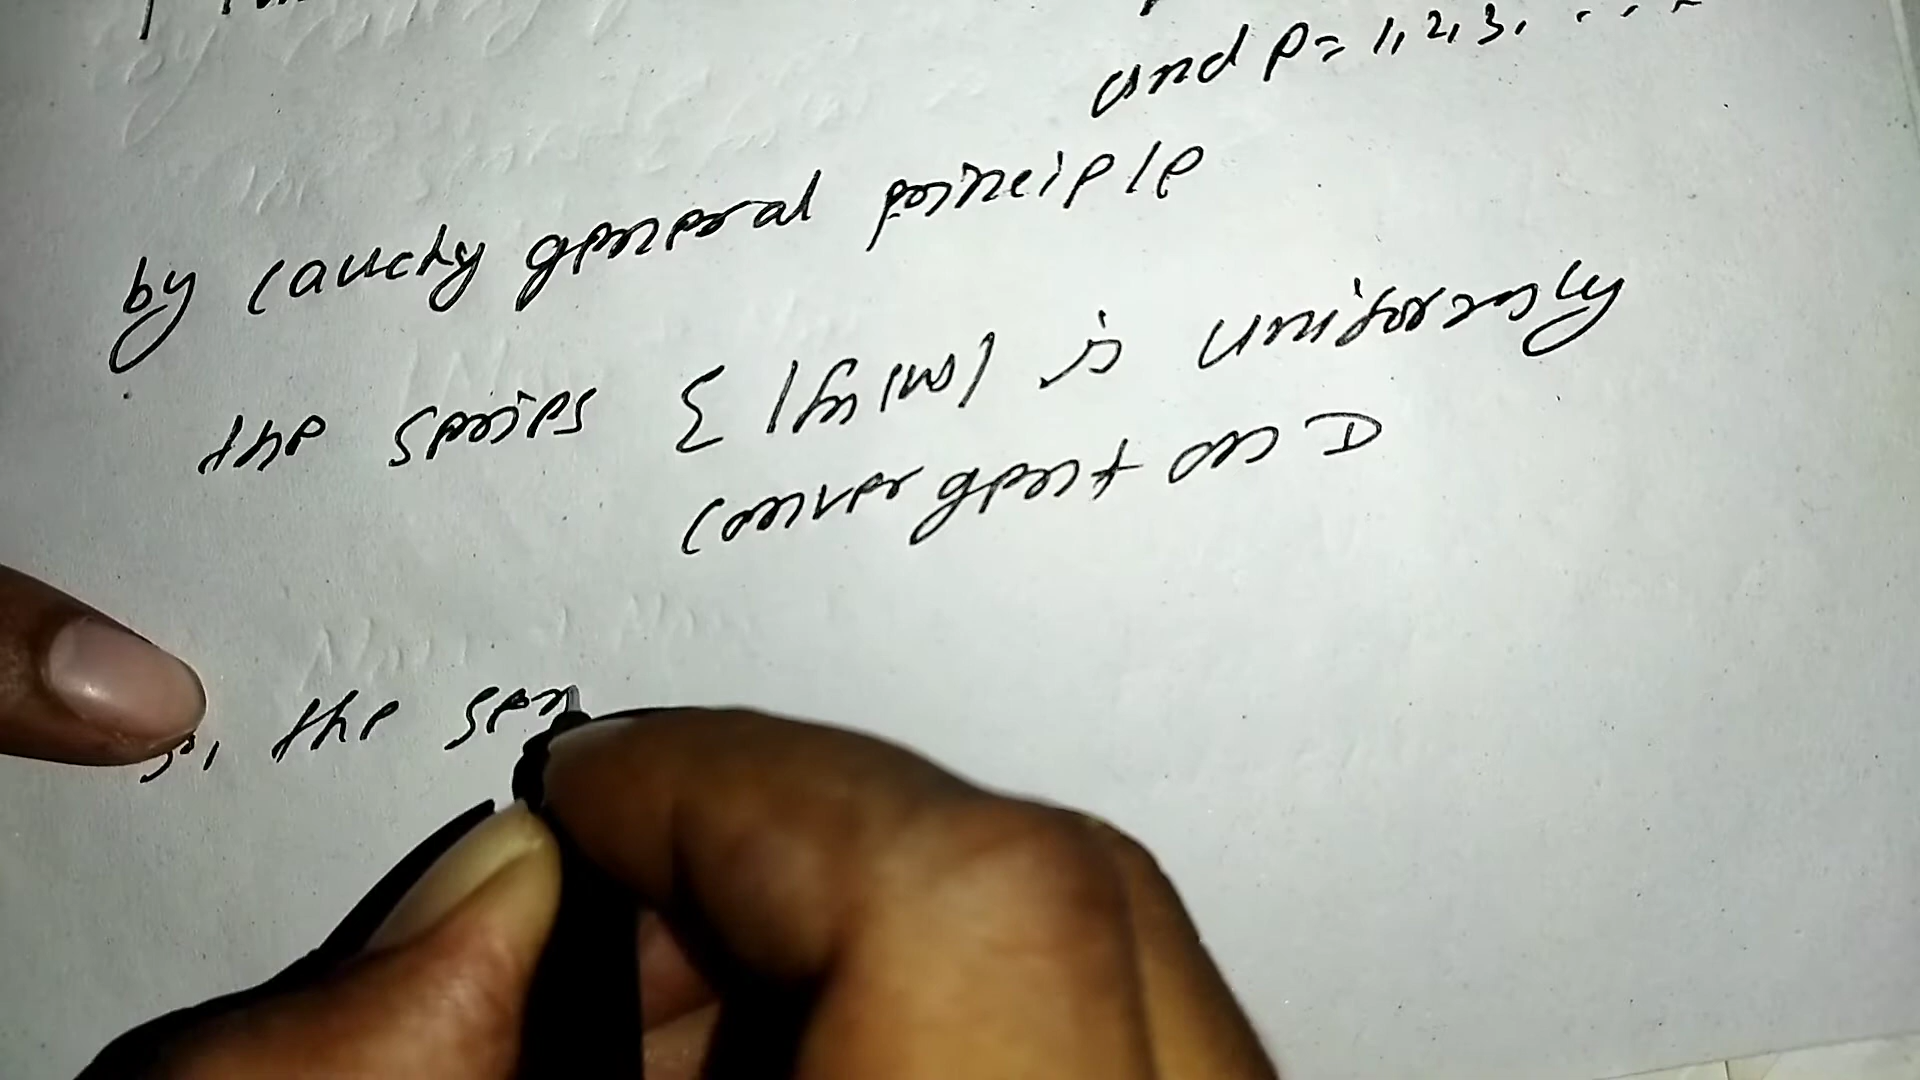 and p = 1, 2, 3, . . . .
by cauchy general principle
the series Σ |fn(x)| is uniformly
convergent on D
so, the ser